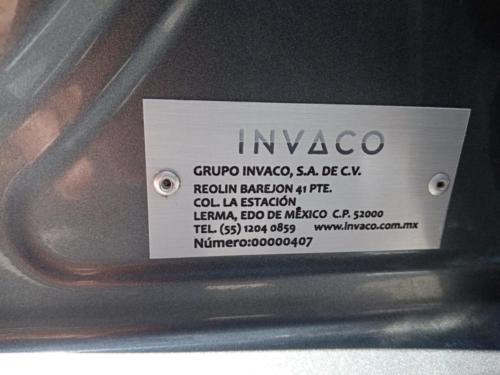 INVACO
GRUPO INVACO, S.A. DE C.V.
REOLIN BAREJON 41 PTE.
COL. LA ESTACIÓN,
LERMA, EDO DE MÉXICO C.P. 52000
TEL. (55) 1204 0859 www.invaco.com.mx
Número:00000407